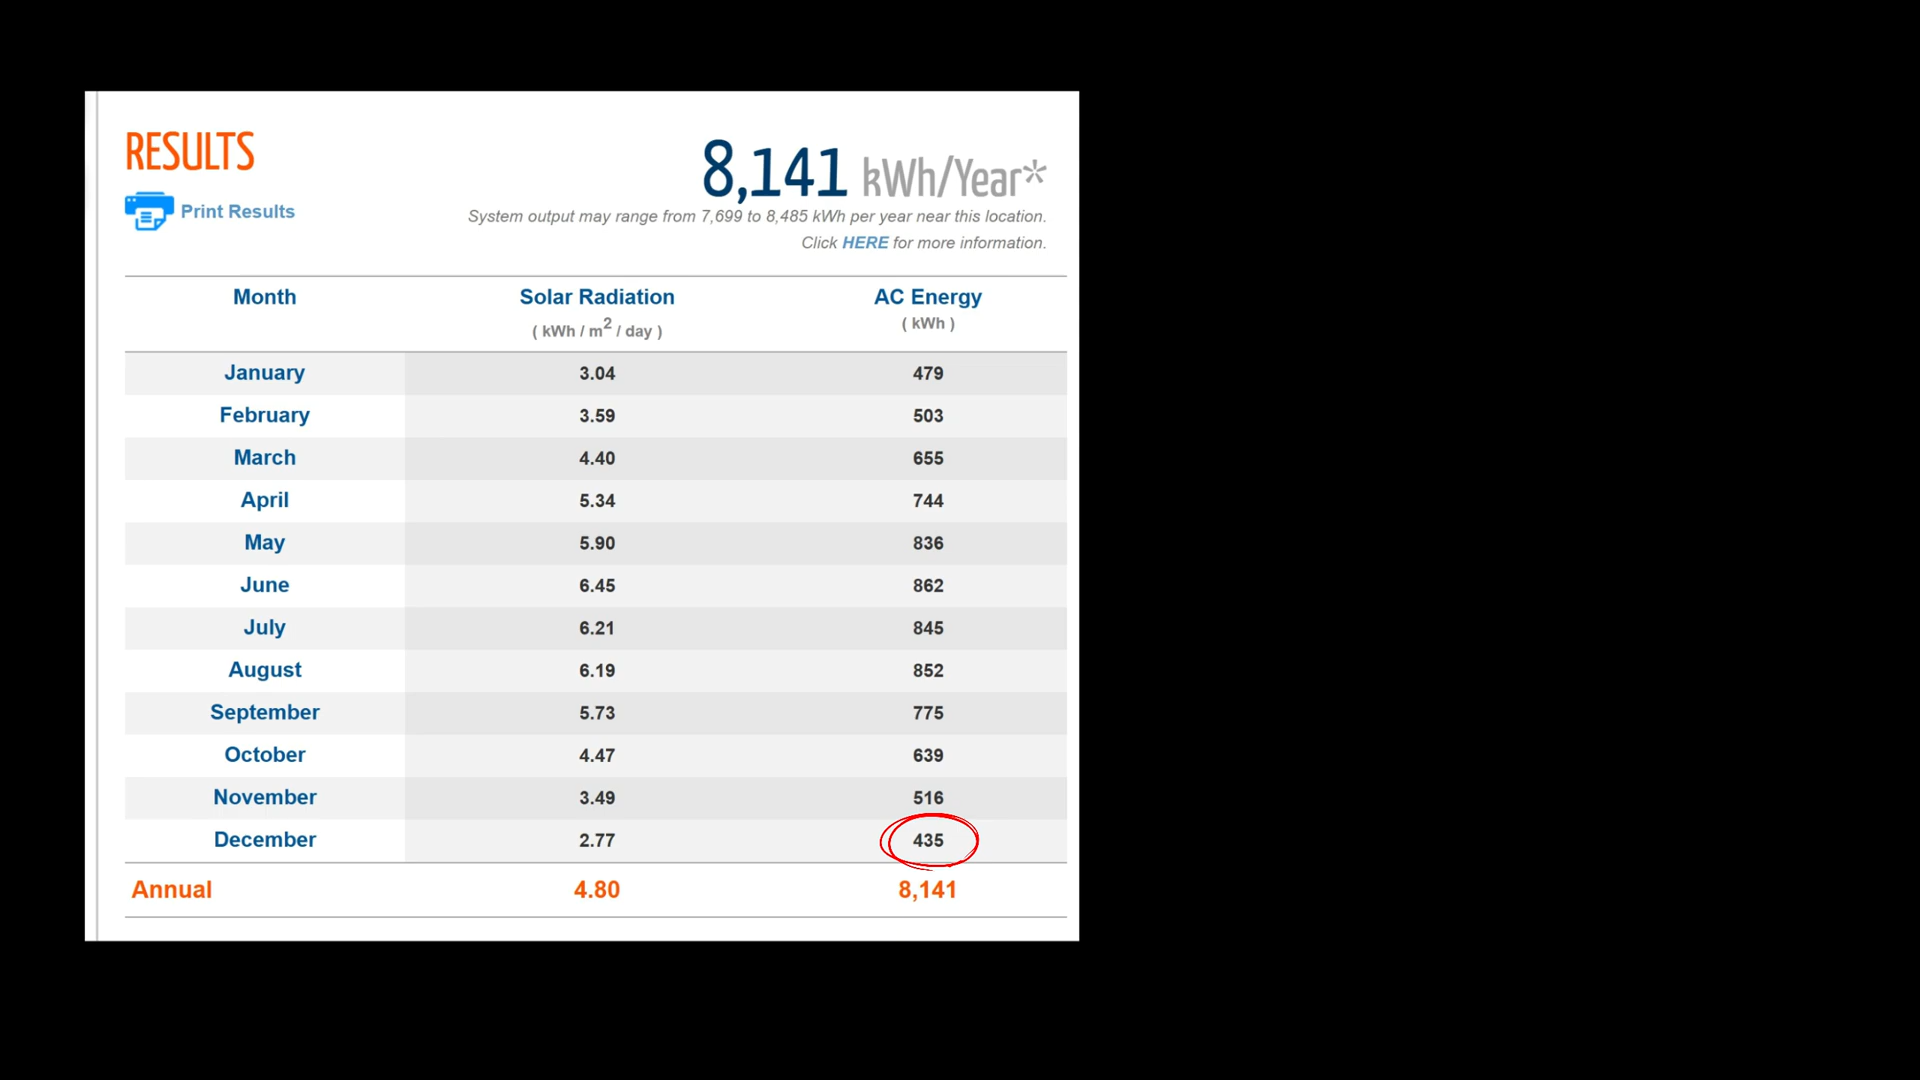 RESULTS
Print Results
8,141 kWh/Year*
System output may range from 7,699 to 8,485 kWh per year near this location.
Click HERE for more information.
Month Solar Radiation AC Energy
( kWh / m2 / day ) ( kWh )
January 3.04 479
February 3.59 503
March 4.40 655
April 5.34 744
May 5.90 836
June 6.45 862
July 6.21 845
August 6.19 852
September 5.73 775
October 4.47 639
November 3.49 516
December 2.77 435
Annual 4.80 8,141